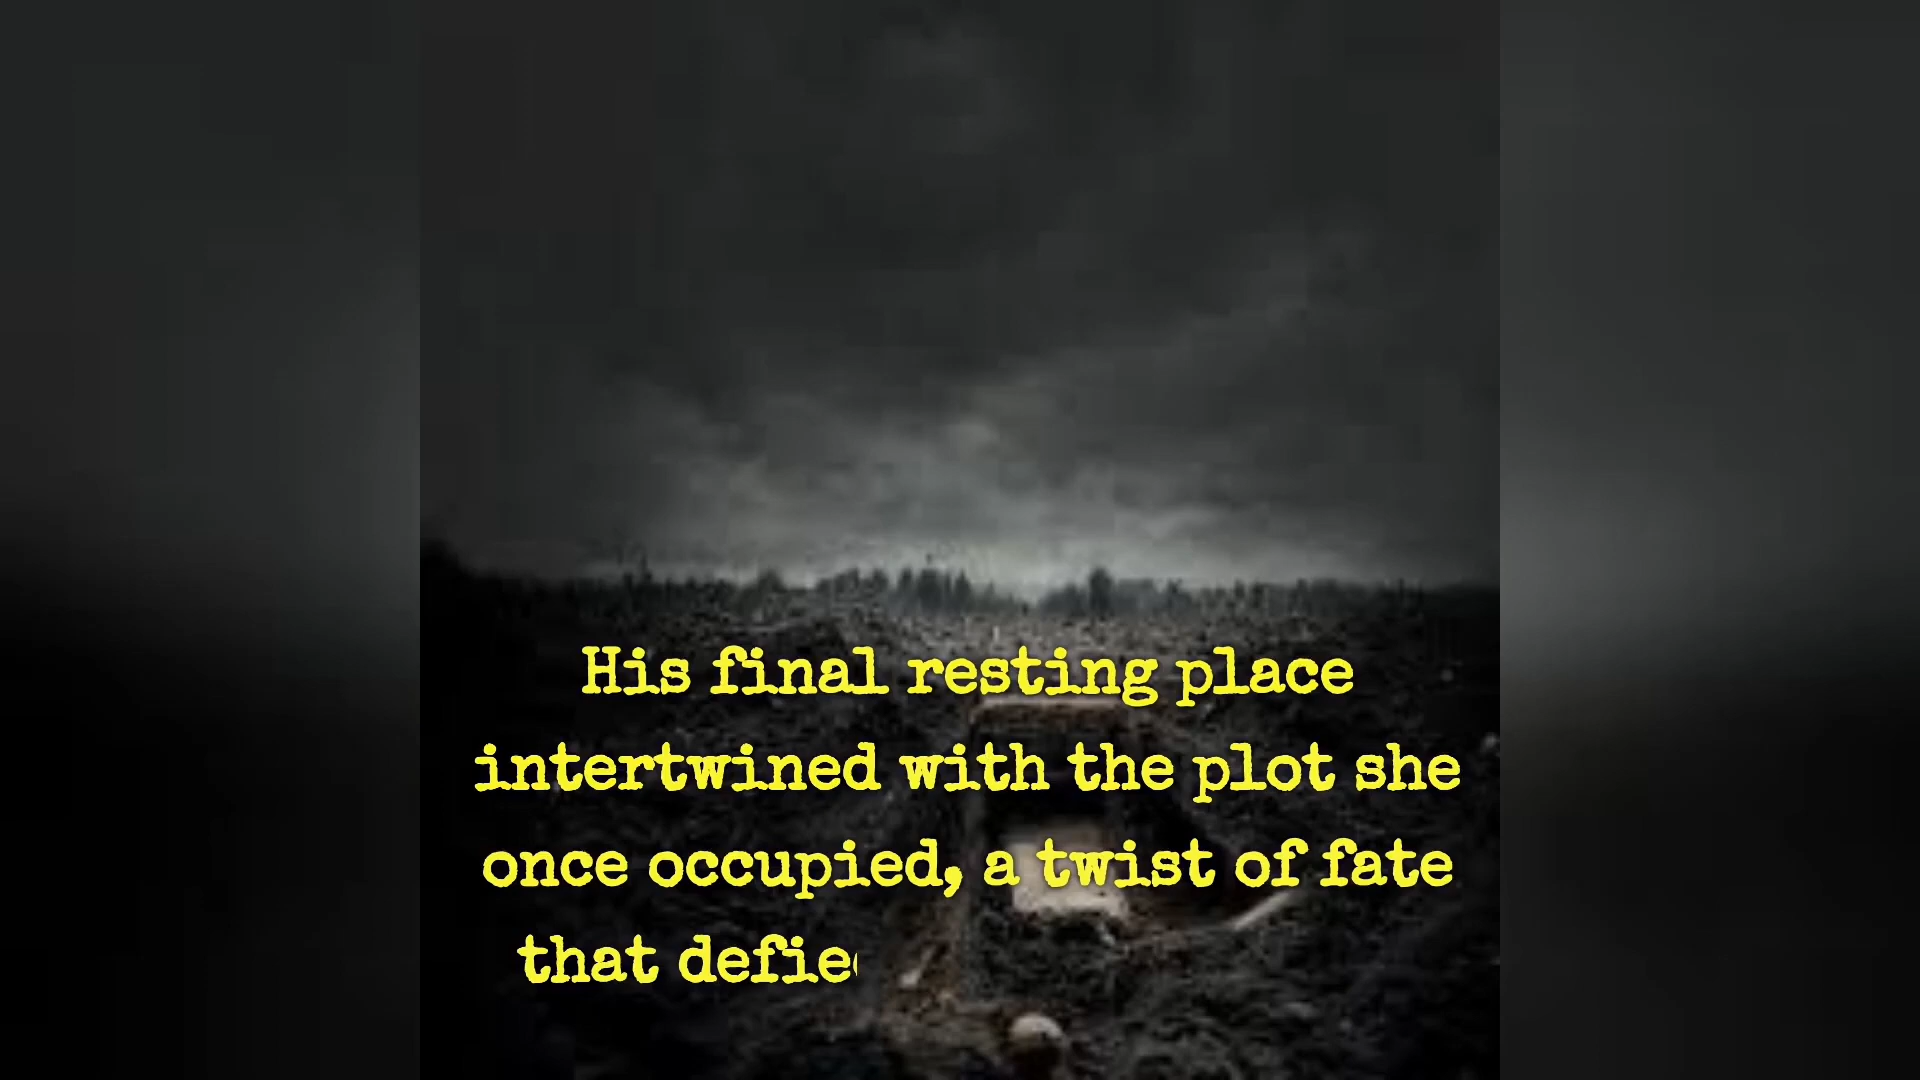 His final resting place
intertwined with the plot she
once occupied, a twist of fate
that defie